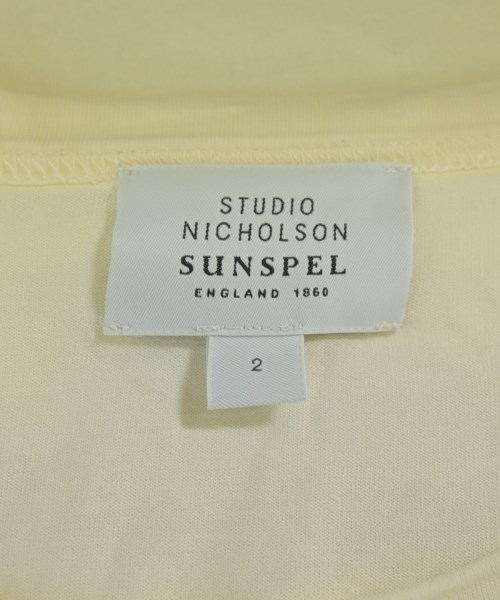 STUDIO
NICHOLSON
SUNSPEL
ENGLAND 1860
2